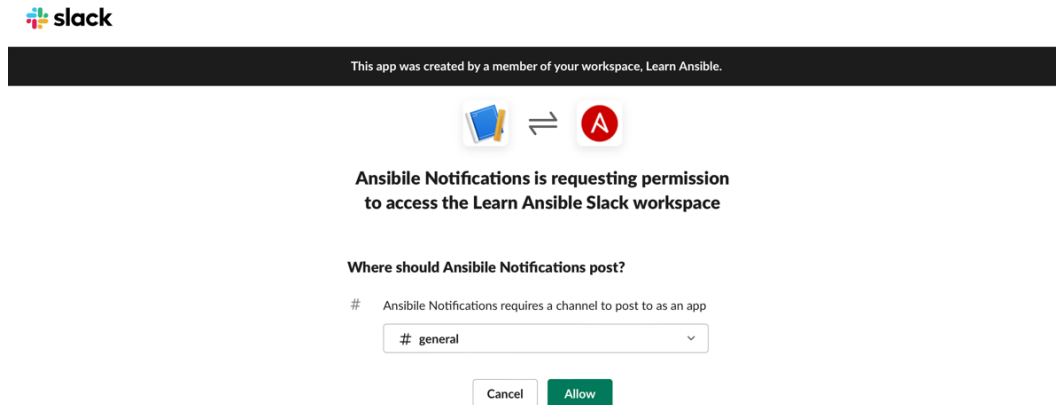 slack
This app was created by a member of your workspace, Learn Ansible.
Ansibile Notifications is requesting permission
to access the Learn Ansible Slack workspace
Where should Ansibile Notifications post?
# Ansibile Notifications requires a channel to post to as an app
# general
Cancel Allow